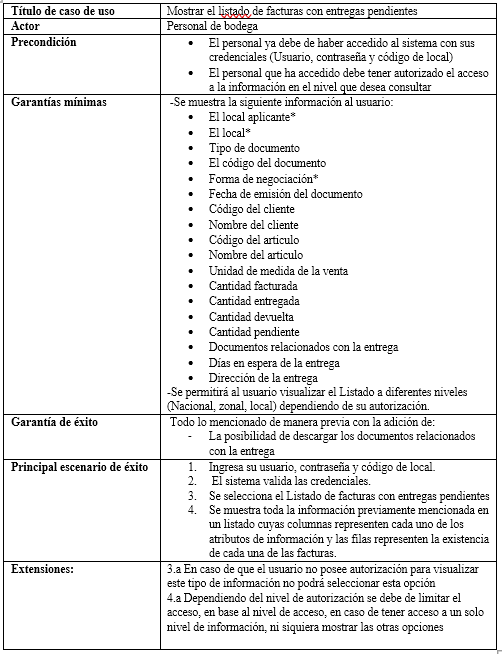 Título de caso de uso
Mostrar el listado de facturas con entregas pendientes
Actor
Personal de bodega
Precondición
• El personal ya debe de haber accedido al sistema con sus
credenciales (Usuario, contraseña y código de local)
• El personal que ha accedido debe tener autorizado el acceso
a la información en el nivel que desea consultar
Garantías mínimas
-Se muestra la siguiente información al usuario:
• El local aplicante*
• El local*
• Tipo de documento
• El código del documento
• Forma de negociación*
• Fecha de emisión del documento
• Código del cliente
• Nombre del cliente
• Código del artículo
• Nombre del artículo
• Unidad de medida de la venta
• Cantidad facturada
• Cantidad entregada
• Cantidad devuelta
• Cantidad pendiente
• Documentos relacionados con la entrega
• Días en espera de la entrega
• Dirección de la entrega
-Se permitirá al usuario visualizar el Listado a diferentes niveles
(Nacional, zonal, local) dependiendo de su autorización.
Garantía de éxito
Todo lo mencionado de manera previa con la adición de:
- La posibilidad de descargar los documentos relacionados
con la entrega
Principal escenario de éxito
1. Ingresa su usuario, contraseña y código de local.
2. El sistema valida las credenciales.
3. Se selecciona el Listado de facturas con entregas pendientes
4. Se muestra toda la información previamente mencionada en
un listado cuyas columnas representen cada uno de los
atributos de información y las filas representen la existencia
de cada una de las facturas.
Extensiones:
3.a En caso de que el usuario no posee autorización para visualizar
este tipo de información no podrá seleccionar esta opción
4.a Dependiendo del nivel de autorización se debe de limitar el
acceso, en base al nivel de acceso, en caso de tener acceso a un solo
nivel de información, ni siquiera mostrar las otras opciones